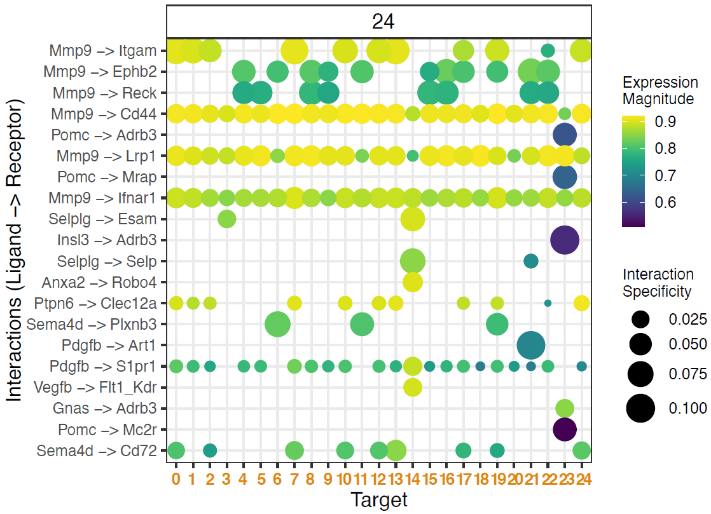 24
Interactions (Ligand −> Receptor)
Mmp9 −> Itgam
Mmp9 −> Ephb2
Mmp9 −> Reck
Mmp9 −> Cd44
Pomc −> Adrb3
Mmp9 −> Lrp1
Pomc −> Mrap
Mmp9 −> Ifnar1
Selplg −> Esam
Insl3 −> Adrb3
Selplg −> Selp
Anxa2 −> Robo4
Ptpn6 −> Clec12a
Sema4d −> Plxnb3
Pdgfb −> Art1
Pdgfb −> S1pr1
Vegfb −> Flt1_Kdr
Gnas −> Adrb3
Pomc −> Mc2r
Sema4d −> Cd72
0 1 2 3 4 5 6 7 8 9 10 11 12 13 14 15 16 17 18 19 20 21 22 23 24
Target
Expression
Magnitude
0.9
0.8
0.7
0.6
Interaction
Specificity
0.025
0.050
0.075
0.100